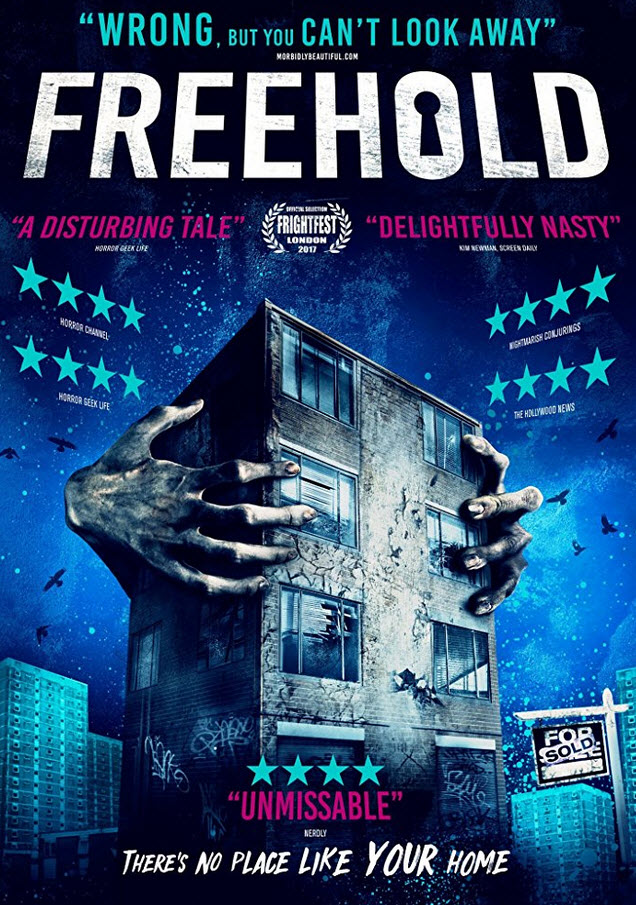 “WRONG, BUT YOU CAN’T LOOK AWAY”
MORBIDLYBEAUTIFUL.COM
FREEHOLD
“A DISTURBING TALE”
HORROR GEEK LIFE
OFFICIAL SELECTION
FRIGHTFEST
LONDON
2017
“DELIGHTFULLY NASTY”
KIM NEWMAN, SCREEN DAILY
HORROR CHANNEL
HORROR GEEK LIFE
NIGHTMARISH CONJURINGS
THE HOLLYWOOD NEWS
FOR
SALE
SOLD
“UNMISSABLE”
NERDLY
THERE’S NO PLACE LIKE YOUR HOME